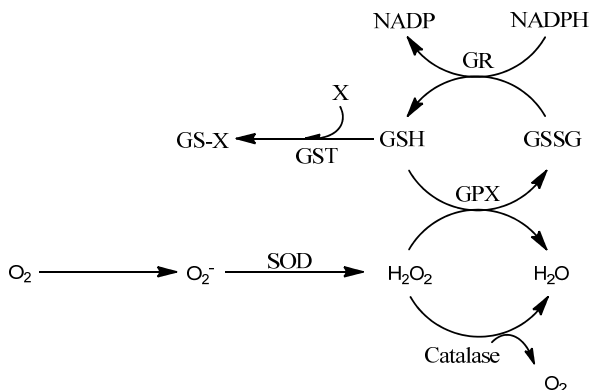 NADP NADPH
GR
X
GS-X GST GSH GSSG
GPX
O₂ O₂⁻ SOD H₂O₂ H₂O
Catalase
O₂